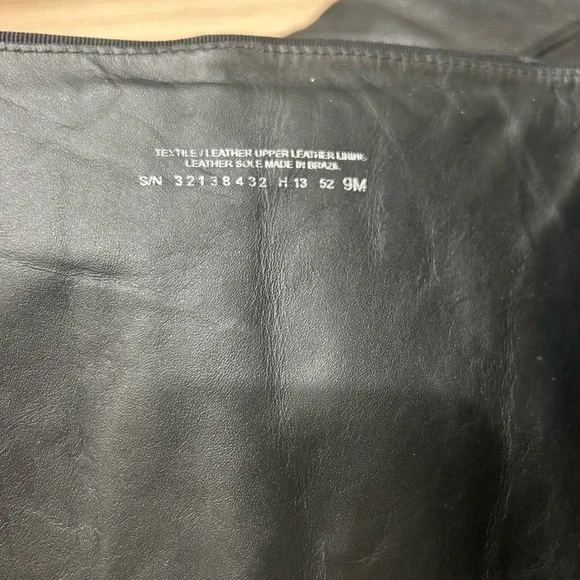 TEXTILE / LEATHER UPPER LEATHER LINING
LEATHER SOLE MADE IN BRAZIL
S/N 32138432 H 13 52 9M